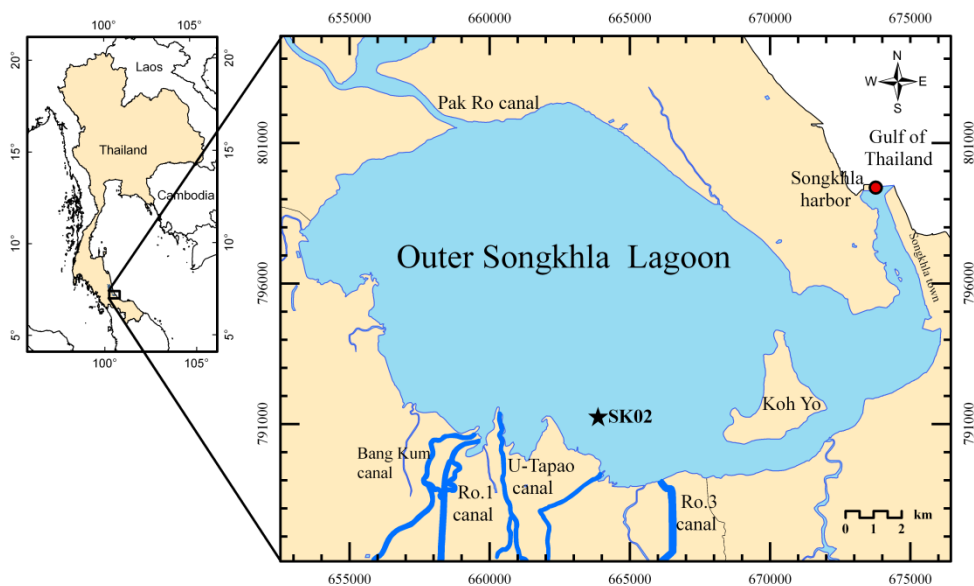 100°
105°
20°
15°
10°
5°
Laos
Thailand
Cambodia
20°
15°
10°
5°
100°
105°
655000
660000
665000
670000
675000
801000
796000
791000
Pak Ro canal
N
W E
S
Gulf of
Thailand
Songkhla
harbor
Songkhla town
Outer Songkhla Lagoon
Koh Yo
SK02
Bang Kum
canal
U-Tapao
canal
Ro.1
canal
Ro.3
canal
km
0 1 2
801000
796000
791000
655000
660000
665000
670000
675000